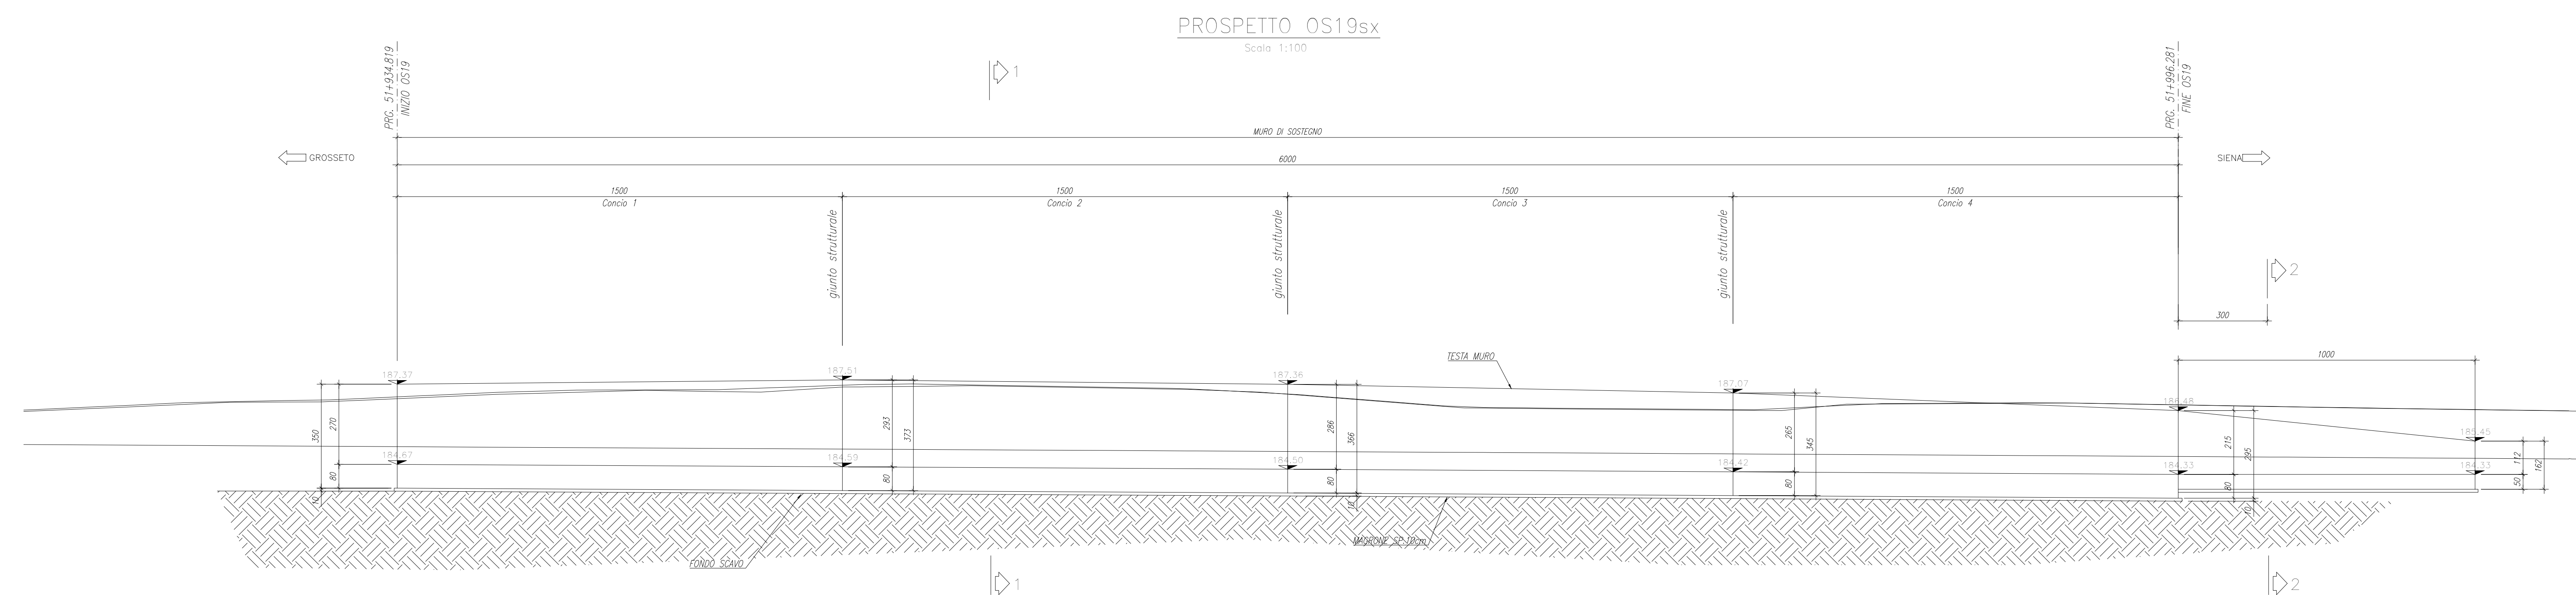 PROSPETTO OS19sx
Scala 1:100
PRG. 51+934.819
INIZIO OS19
PRG. 51+996.281
FINE OS19
1
MURO DI SOSTEGNO
GROSSETO
6000
SIENA
1500
1500
1500
1500
Concio 1
Concio 2
Concio 3
Concio 4
giunto strutturale
giunto strutturale
giunto strutturale
2
300
1000
TESTA MURO
187.37
187.51
187.36
187.07
186.48
185.45
350
270
293
373
286
366
265
345
215
295
112
162
184.67
184.59
184.50
184.42
184.33
184.33
80
80
80
80
80
50
10
10
10
MAGRONE SP.10cm
FONDO SCAVO
1
2